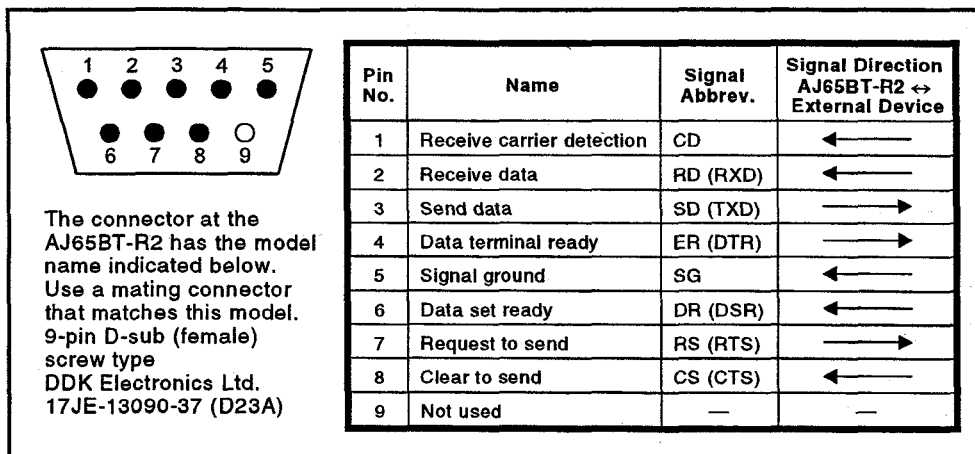 1 2 3 4 5
6 7 8 9
The connector at the
AJ65BT-R2 has the model
name indicated below.
Use a mating connector
that matches this model.
9-pin D-sub (female)
screw type
DDK Electronics Ltd.
17JE-13090-37 (D23A)
Pin No. Name Signal Abbrev. Signal Direction AJ65BT-R2 ↔ External Device
1 Receive carrier detection CD ←
2 Receive data RD (RXD) ←
3 Send data SD (TXD) →
4 Data terminal ready ER (DTR) →
5 Signal ground SG ←
6 Data set ready DR (DSR) ←
7 Request to send RS (RTS) →
8 Clear to send CS (CTS) ←
9 Not used — —